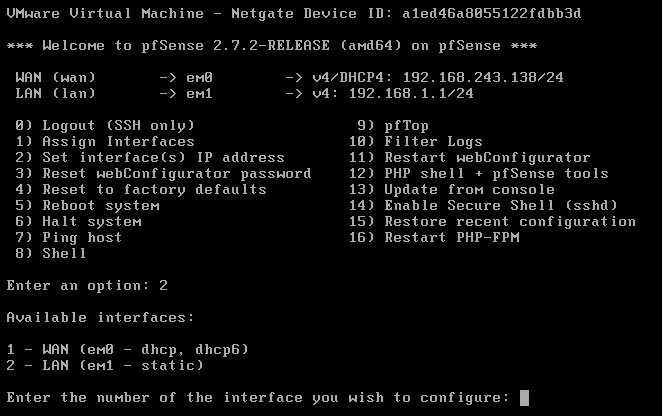 VMware Virtual Machine - Netgate Device ID: a1ed46a8055122fdbb3d
*** Welcome to pfSense 2.7.2-RELEASE (amd64) on pfSense ***
WAN (wan) -> em0 -> v4/DHCP4: 192.168.243.138/24
LAN (lan) -> em1 -> v4: 192.168.1.1/24
0) Logout (SSH only) 9) pfTop
1) Assign Interfaces 10) Filter Logs
2) Set interface(s) IP address 11) Restart webConfigurator
3) Reset webConfigurator password 12) PHP shell + pfSense tools
4) Reset to factory defaults 13) Update from console
5) Reboot system 14) Enable Secure Shell (sshd)
6) Halt system 15) Restore recent configuration
7) Ping host 16) Restart PHP-FPM
8) Shell
Enter an option: 2
Available interfaces:
1 - WAN (em0 - dhcp, dhcp6)
2 - LAN (em1 - static)
Enter the number of the interface you wish to configure: